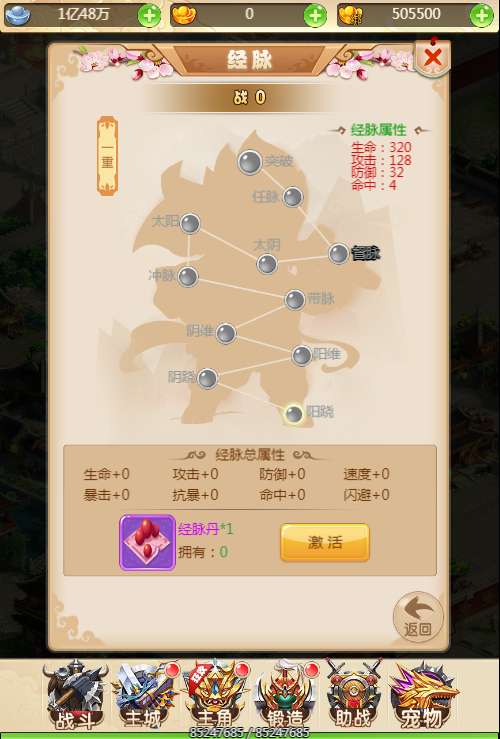 1亿48万
0
505500
经脉
战 0
一重
经脉属性
生命：320
攻击：128
防御：32
命中：4
突破
任脉
太阳
太阴
督脉
冲脉
带脉
阴维
阳维
阴跷
阳跷
经脉总属性
生命+0 攻击+0 防御+0 速度+0
暴击+0 抗暴+0 命中+0 闪避+0
经脉丹*1
拥有：0
激活
返回
战斗 主城 主角 锻造 助战 宠物
85247685 / 85247685